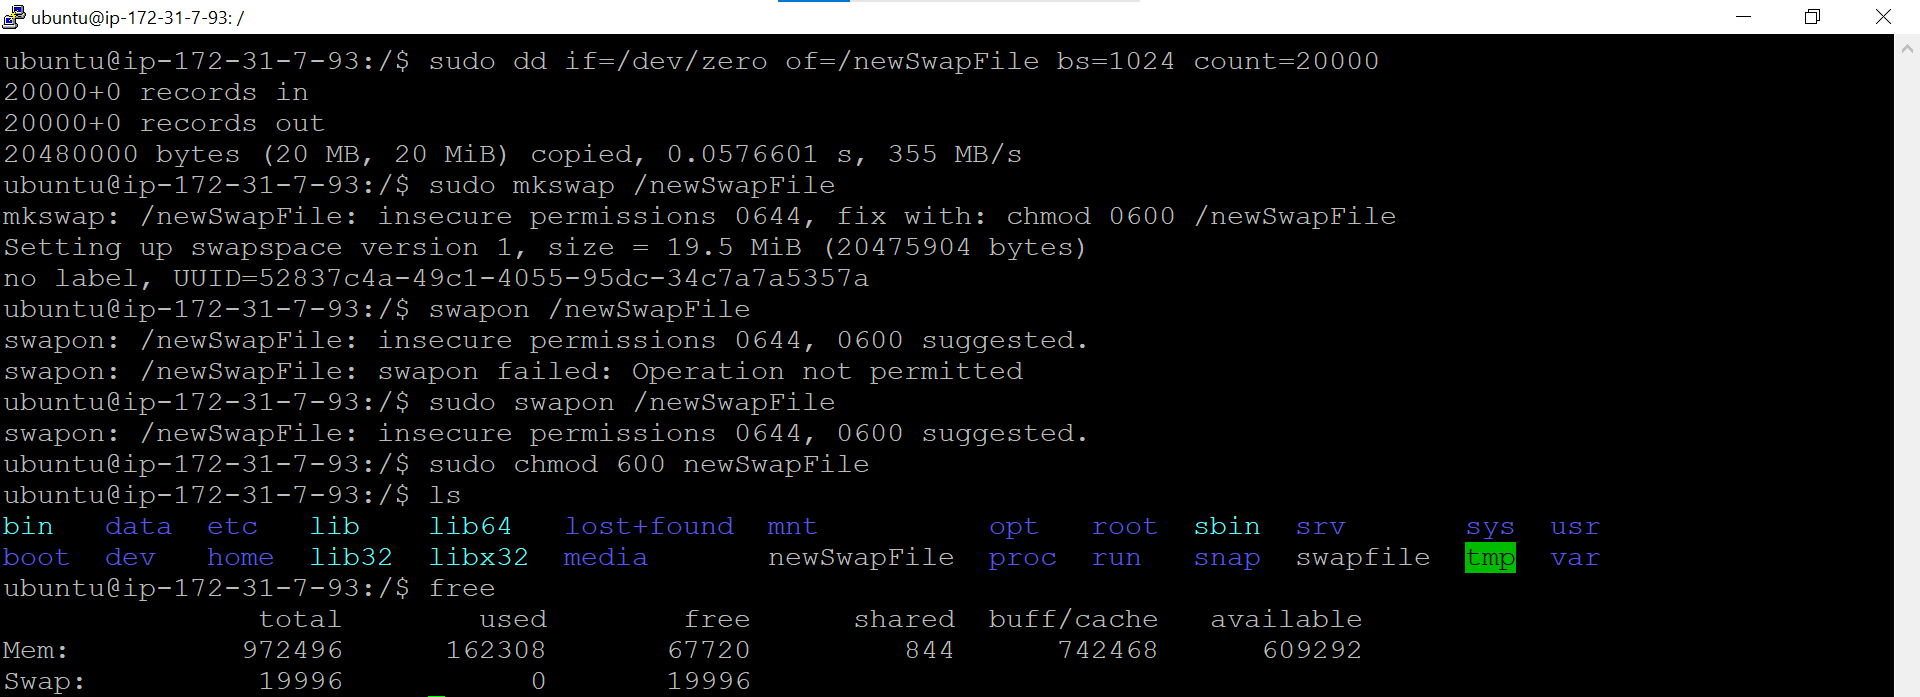 ubuntu@ip-172-31-7-93: /
ubuntu@ip-172-31-7-93:/$ sudo dd if=/dev/zero of=/newSwapFile bs=1024 count=20000
20000+0 records in
20000+0 records out
20480000 bytes (20 MB, 20 MiB) copied, 0.0576601 s, 355 MB/s
ubuntu@ip-172-31-7-93:/$ sudo mkswap /newSwapFile
mkswap: /newSwapFile: insecure permissions 0644, fix with: chmod 0600 /newSwapFile
Setting up swapspace version 1, size = 19.5 MiB (20475904 bytes)
no label, UUID=52837c4a-49c1-4055-95dc-34c7a7a5357a
ubuntu@ip-172-31-7-93:/$ swapon /newSwapFile
swapon: /newSwapFile: insecure permissions 0644, 0600 suggested.
swapon: /newSwapFile: swapon failed: Operation not permitted
ubuntu@ip-172-31-7-93:/$ sudo swapon /newSwapFile
swapon: /newSwapFile: insecure permissions 0644, 0600 suggested.
ubuntu@ip-172-31-7-93:/$ sudo chmod 600 newSwapFile
ubuntu@ip-172-31-7-93:/$ ls
bin data etc lib lib64 lost+found mnt opt root sbin srv sys usr
boot dev home lib32 libx32 media newSwapFile proc run snap swapfile tmp var
ubuntu@ip-172-31-7-93:/$ free
total used free shared buff/cache available
Mem: 972496 162308 67720 844 742468 609292
Swap: 19996 0 19996